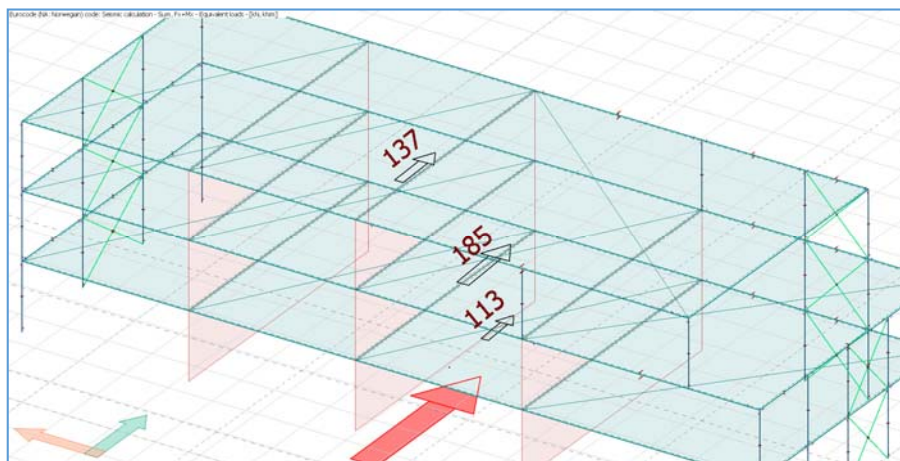 Eurocode (NA: Norwegian) code: Seismic calculation - Sum, Fx+Mx - Equivalent loads - [kN, kNm]
137
185
113